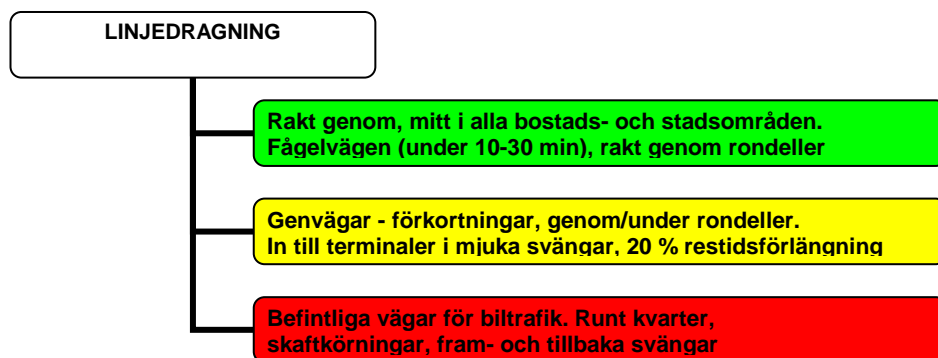 LINJEDRAGNING
Rakt genom, mitt i alla bostads- och stadsområden.
Fågelvägen (under 10-30 min), rakt genom rondeller
Genvägar - förkortningar, genom/under rondeller.
In till terminaler i mjuka svängar, 20 % restidsförlängning
Befintliga vägar för biltrafik. Runt kvarter,
skaftkörningar, fram- och tillbaka svängar